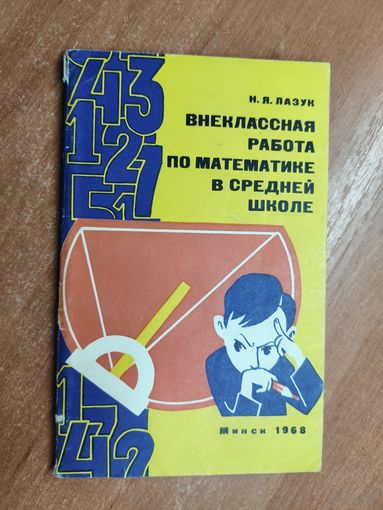 Н. Я. ЛАЗУК
ВНЕКЛАССНАЯ
РАБОТА
ПО МАТЕМАТИКЕ
В СРЕДНЕЙ
ШКОЛЕ
МИНСК 1968